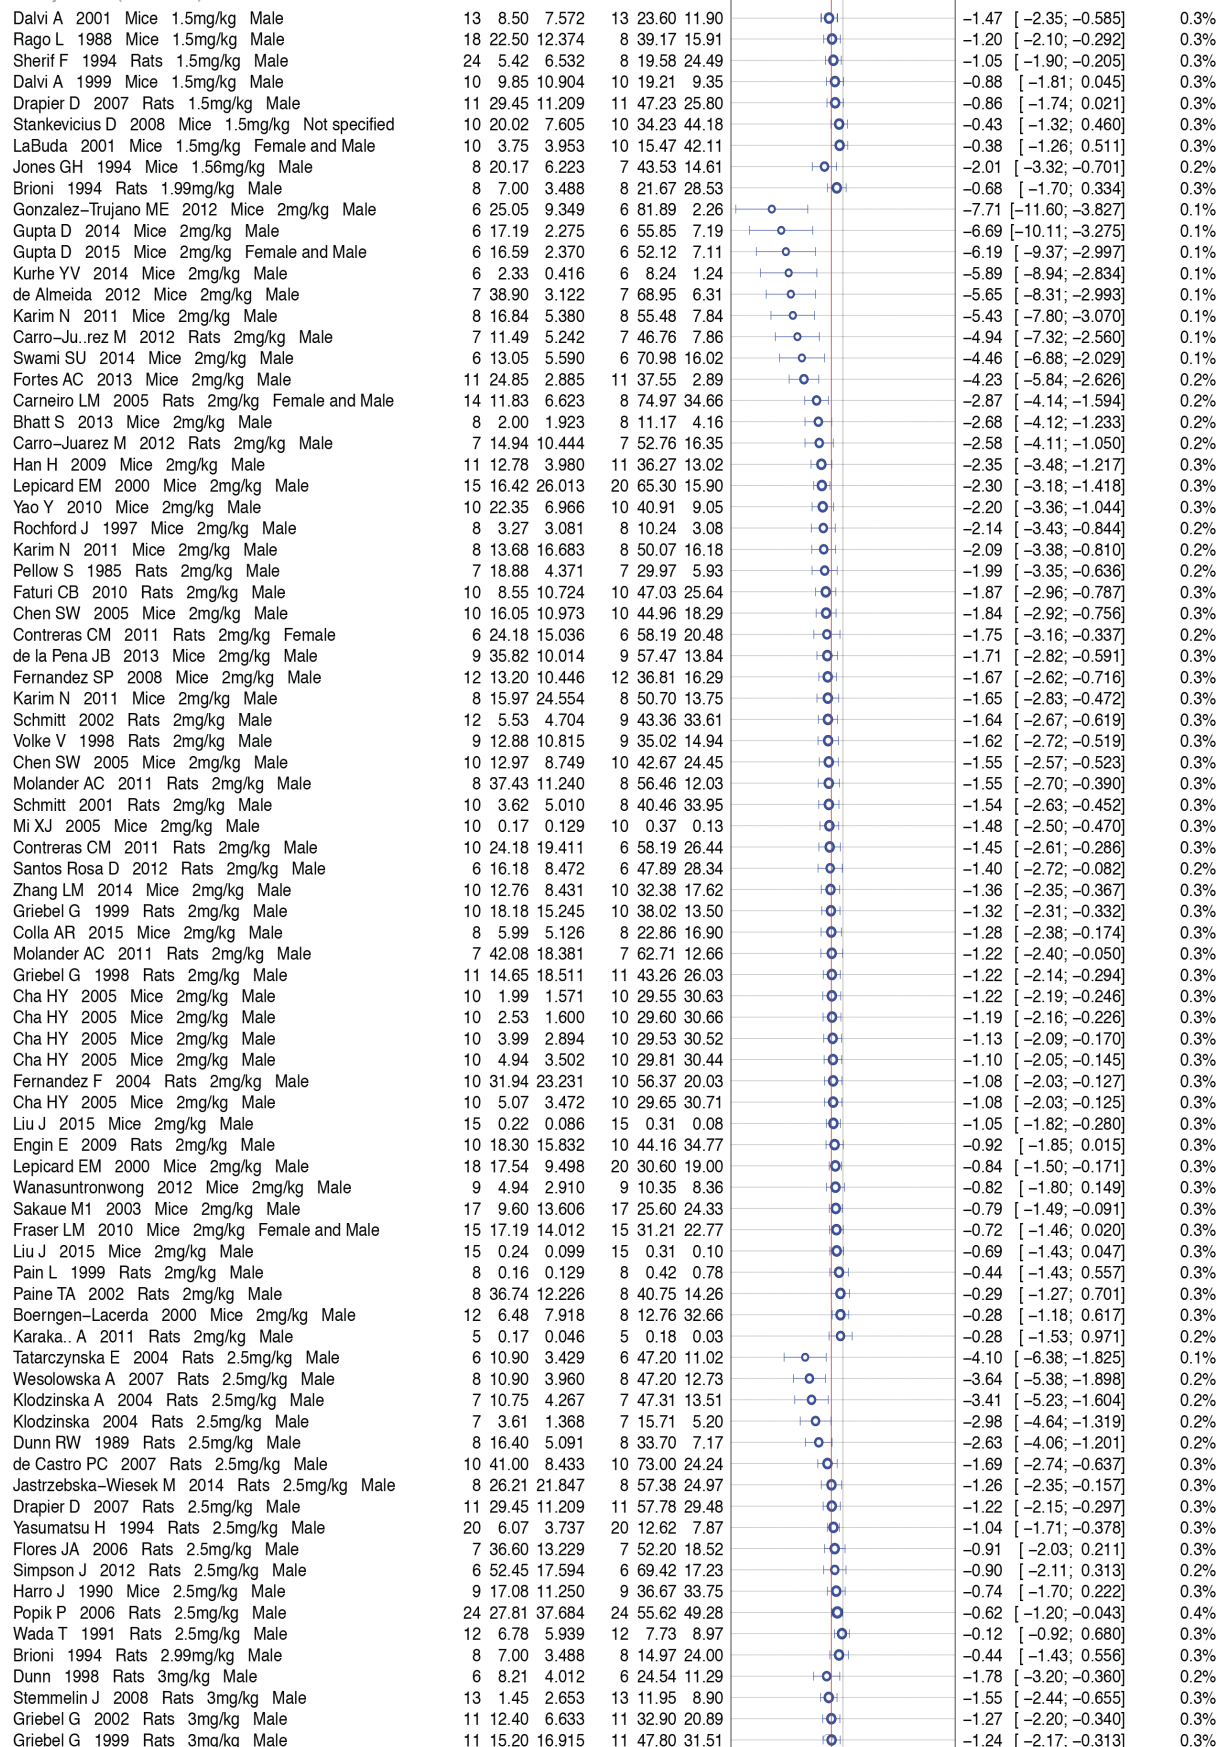 Dalvi A 2001 Mice 1.5mg/kg Male 13 8.50 7.572 13 23.60 11.90 −1.47 [ −2.35; −0.585] 0.3%
Rago L 1988 Mice 1.5mg/kg Male 18 22.50 12.374 8 39.17 15.91 −1.20 [ −2.10; −0.292] 0.3%
Sherif F 1994 Rats 1.5mg/kg Male 24 5.42 6.532 8 19.58 24.49 −1.05 [ −1.90; −0.205] 0.3%
Dalvi A 1999 Mice 1.5mg/kg Male 10 9.85 10.904 10 19.21 9.35 −0.88 [ −1.81; 0.045] 0.3%
Drapier D 2007 Rats 1.5mg/kg Male 11 29.45 11.209 11 47.23 25.80 −0.86 [ −1.74; 0.021] 0.3%
Stankevicius D 2008 Mice 1.5mg/kg Not specified 10 20.02 7.605 10 34.23 44.18 −0.43 [ −1.32; 0.460] 0.3%
LaBuda 2001 Mice 1.5mg/kg Female and Male 10 3.75 3.953 10 15.47 42.11 −0.38 [ −1.26; 0.511] 0.3%
Jones GH 1994 Mice 1.56mg/kg Male 8 20.17 6.223 7 43.53 14.61 −2.01 [ −3.32; −0.701] 0.2%
Brioni 1994 Rats 1.99mg/kg Male 8 7.00 3.488 8 21.67 28.53 −0.68 [ −1.70; 0.334] 0.3%
Gonzalez−Trujano ME 2012 Mice 2mg/kg Male 6 25.05 9.349 6 81.89 2.26 −7.71 [−11.60; −3.827] 0.1%
Gupta D 2014 Mice 2mg/kg Male 6 17.19 2.275 6 55.85 7.19 −6.69 [−10.11; −3.275] 0.1%
Gupta D 2015 Mice 2mg/kg Female and Male 6 16.59 2.370 6 52.12 7.11 −6.19 [ −9.37; −2.997] 0.1%
Kurhe YV 2014 Mice 2mg/kg Male 6 2.33 0.416 6 8.24 1.24 −5.89 [ −8.94; −2.834] 0.1%
de Almeida 2012 Mice 2mg/kg Male 7 38.90 3.122 7 68.95 6.31 −5.65 [ −8.31; −2.993] 0.1%
Karim N 2011 Mice 2mg/kg Male 8 16.84 5.380 8 55.48 7.84 −5.43 [ −7.80; −3.070] 0.1%
Carro−Ju..rez M 2012 Rats 2mg/kg Male 7 11.49 5.242 7 46.76 7.86 −4.94 [ −7.32; −2.560] 0.1%
Swami SU 2014 Mice 2mg/kg Male 6 13.05 5.590 6 70.98 16.02 −4.46 [ −6.88; −2.029] 0.1%
Fortes AC 2013 Mice 2mg/kg Male 11 24.85 2.885 11 37.55 2.89 −4.23 [ −5.84; −2.626] 0.2%
Carneiro LM 2005 Rats 2mg/kg Female and Male 14 11.83 6.623 8 74.97 34.66 −2.87 [ −4.14; −1.594] 0.2%
Bhatt S 2013 Mice 2mg/kg Male 8 2.00 1.923 8 11.17 4.16 −2.68 [ −4.12; −1.233] 0.2%
Carro−Juarez M 2012 Rats 2mg/kg Male 7 14.94 10.444 7 52.76 16.35 −2.58 [ −4.11; −1.050] 0.2%
Han H 2009 Mice 2mg/kg Male 11 12.78 3.980 11 36.27 13.02 −2.35 [ −3.48; −1.217] 0.3%
Lepicard EM 2000 Mice 2mg/kg Male 15 16.42 26.013 20 65.30 15.90 −2.30 [ −3.18; −1.418] 0.3%
Yao Y 2010 Mice 2mg/kg Male 10 22.35 6.966 10 40.91 9.05 −2.20 [ −3.36; −1.044] 0.3%
Rochford J 1997 Mice 2mg/kg Male 8 3.27 3.081 8 10.24 3.08 −2.14 [ −3.43; −0.844] 0.2%
Karim N 2011 Mice 2mg/kg Male 8 13.68 16.683 8 50.07 16.18 −2.09 [ −3.38; −0.810] 0.2%
Pellow S 1985 Rats 2mg/kg Male 7 18.88 4.371 7 29.97 5.93 −1.99 [ −3.35; −0.636] 0.2%
Faturi CB 2010 Rats 2mg/kg Male 10 8.55 10.724 10 47.03 25.64 −1.87 [ −2.96; −0.787] 0.3%
Chen SW 2005 Mice 2mg/kg Male 10 16.05 10.973 10 44.96 18.29 −1.84 [ −2.92; −0.756] 0.3%
Contreras CM 2011 Rats 2mg/kg Female 6 24.18 15.036 6 58.19 20.48 −1.75 [ −3.16; −0.337] 0.2%
de la Pena JB 2013 Mice 2mg/kg Male 9 35.82 10.014 9 57.47 13.84 −1.71 [ −2.82; −0.591] 0.3%
Fernandez SP 2008 Mice 2mg/kg Male 12 13.20 10.446 12 36.81 16.29 −1.67 [ −2.62; −0.716] 0.3%
Karim N 2011 Mice 2mg/kg Male 8 15.97 24.554 8 50.70 13.75 −1.65 [ −2.83; −0.472] 0.3%
Schmitt 2002 Rats 2mg/kg Male 12 5.53 4.704 9 43.36 33.61 −1.64 [ −2.67; −0.619] 0.3%
Volke V 1998 Rats 2mg/kg Male 9 12.88 10.815 9 35.02 14.94 −1.62 [ −2.72; −0.519] 0.3%
Chen SW 2005 Mice 2mg/kg Male 10 12.97 8.749 10 42.67 24.45 −1.55 [ −2.57; −0.523] 0.3%
Molander AC 2011 Rats 2mg/kg Male 8 37.43 11.240 8 56.46 12.03 −1.55 [ −2.70; −0.390] 0.3%
Schmitt 2001 Rats 2mg/kg Male 10 3.62 5.010 8 40.46 33.95 −1.54 [ −2.63; −0.452] 0.3%
Mi XJ 2005 Mice 2mg/kg Male 10 0.17 0.129 10 0.37 0.13 −1.48 [ −2.50; −0.470] 0.3%
Contreras CM 2011 Rats 2mg/kg Male 10 24.18 19.411 6 58.19 26.44 −1.45 [ −2.61; −0.286] 0.3%
Santos Rosa D 2012 Rats 2mg/kg Male 6 16.18 8.472 6 47.89 28.34 −1.40 [ −2.72; −0.082] 0.2%
Zhang LM 2014 Mice 2mg/kg Male 10 12.76 8.431 10 32.38 17.62 −1.36 [ −2.35; −0.367] 0.3%
Griebel G 1999 Rats 2mg/kg Male 10 18.18 15.245 10 38.02 13.50 −1.32 [ −2.31; −0.332] 0.3%
Colla AR 2015 Mice 2mg/kg Male 8 5.99 5.126 8 22.86 16.90 −1.28 [ −2.38; −0.174] 0.3%
Molander AC 2011 Rats 2mg/kg Male 7 42.08 18.381 7 62.71 12.66 −1.22 [ −2.40; −0.050] 0.3%
Griebel G 1998 Rats 2mg/kg Male 11 14.65 18.511 11 43.26 26.03 −1.22 [ −2.14; −0.294] 0.3%
Cha HY 2005 Mice 2mg/kg Male 10 1.99 1.571 10 29.55 30.63 −1.22 [ −2.19; −0.246] 0.3%
Cha HY 2005 Mice 2mg/kg Male 10 2.53 1.600 10 29.60 30.66 −1.19 [ −2.16; −0.226] 0.3%
Cha HY 2005 Mice 2mg/kg Male 10 3.99 2.894 10 29.53 30.52 −1.13 [ −2.09; −0.170] 0.3%
Cha HY 2005 Mice 2mg/kg Male 10 4.94 3.502 10 29.81 30.44 −1.10 [ −2.05; −0.145] 0.3%
Fernandez F 2004 Rats 2mg/kg Male 10 31.94 23.231 10 56.37 20.03 −1.08 [ −2.03; −0.127] 0.3%
Cha HY 2005 Mice 2mg/kg Male 10 5.07 3.472 10 29.65 30.71 −1.08 [ −2.03; −0.125] 0.3%
Liu J 2015 Mice 2mg/kg Male 15 0.22 0.086 15 0.31 0.08 −1.05 [ −1.82; −0.280] 0.3%
Engin E 2009 Rats 2mg/kg Male 10 18.30 15.832 10 44.16 34.77 −0.92 [ −1.85; 0.015] 0.3%
Lepicard EM 2000 Mice 2mg/kg Male 18 17.54 9.498 20 30.60 19.00 −0.84 [ −1.50; −0.171] 0.3%
Wanasuntronwong 2012 Mice 2mg/kg Male 9 4.94 2.910 9 10.35 8.36 −0.82 [ −1.80; 0.149] 0.3%
Sakaue M1 2003 Mice 2mg/kg Male 17 9.60 13.606 17 25.60 24.33 −0.79 [ −1.49; −0.091] 0.3%
Fraser LM 2010 Mice 2mg/kg Female and Male 15 17.19 14.012 15 31.21 22.77 −0.72 [ −1.46; 0.020] 0.3%
Liu J 2015 Mice 2mg/kg Male 15 0.24 0.099 15 0.31 0.10 −0.69 [ −1.43; 0.047] 0.3%
Pain L 1999 Rats 2mg/kg Male 8 0.16 0.129 8 0.42 0.78 −0.44 [ −1.43; 0.557] 0.3%
Paine TA 2002 Rats 2mg/kg Male 8 36.74 12.226 8 40.75 14.26 −0.29 [ −1.27; 0.701] 0.3%
Boerngen−Lacerda 2000 Mice 2mg/kg Male 12 6.48 7.918 8 12.76 32.66 −0.28 [ −1.18; 0.617] 0.3%
Karaka.. A 2011 Rats 2mg/kg Male 5 0.17 0.046 5 0.18 0.03 −0.28 [ −1.53; 0.971] 0.2%
Tatarczynska E 2004 Rats 2.5mg/kg Male 6 10.90 3.429 6 47.20 11.02 −4.10 [ −6.38; −1.825] 0.1%
Wesolowska A 2007 Rats 2.5mg/kg Male 8 10.90 3.960 8 47.20 12.73 −3.64 [ −5.38; −1.898] 0.2%
Klodzinska A 2004 Rats 2.5mg/kg Male 7 10.75 4.267 7 47.31 13.51 −3.41 [ −5.23; −1.604] 0.2%
Klodzinska 2004 Rats 2.5mg/kg Male 7 3.61 1.368 7 15.71 5.20 −2.98 [ −4.64; −1.319] 0.2%
Dunn RW 1989 Rats 2.5mg/kg Male 8 16.40 5.091 8 33.70 7.17 −2.63 [ −4.06; −1.201] 0.2%
de Castro PC 2007 Rats 2.5mg/kg Male 10 41.00 8.433 10 73.00 24.24 −1.69 [ −2.74; −0.637] 0.3%
Jastrzebska−Wiesek M 2014 Rats 2.5mg/kg Male 8 26.21 21.847 8 57.38 24.97 −1.26 [ −2.35; −0.157] 0.3%
Drapier D 2007 Rats 2.5mg/kg Male 11 29.45 11.209 11 57.78 29.48 −1.22 [ −2.15; −0.297] 0.3%
Yasumatsu H 1994 Rats 2.5mg/kg Male 20 6.07 3.737 20 12.62 7.87 −1.04 [ −1.71; −0.378] 0.3%
Flores JA 2006 Rats 2.5mg/kg Male 7 36.60 13.229 7 52.20 18.52 −0.91 [ −2.03; 0.211] 0.3%
Simpson J 2012 Rats 2.5mg/kg Male 6 52.45 17.594 6 69.42 17.23 −0.90 [ −2.11; 0.313] 0.2%
Harro J 1990 Mice 2.5mg/kg Male 9 17.08 11.250 9 36.67 33.75 −0.74 [ −1.70; 0.222] 0.3%
Popik P 2006 Rats 2.5mg/kg Male 24 27.81 37.684 24 55.62 49.28 −0.62 [ −1.20; −0.043] 0.4%
Wada T 1991 Rats 2.5mg/kg Male 12 6.78 5.939 12 7.73 8.97 −0.12 [ −0.92; 0.680] 0.3%
Brioni 1994 Rats 2.99mg/kg Male 8 7.00 3.488 8 14.97 24.00 −0.44 [ −1.43; 0.556] 0.3%
Dunn 1998 Rats 3mg/kg Male 6 8.21 4.012 6 24.54 11.29 −1.78 [ −3.20; −0.360] 0.2%
Stemmelin J 2008 Rats 3mg/kg Male 13 1.45 2.653 13 11.95 8.90 −1.55 [ −2.44; −0.655] 0.3%
Griebel G 2002 Rats 3mg/kg Male 11 12.40 6.633 11 32.90 20.89 −1.27 [ −2.20; −0.340] 0.3%
Griebel G 1999 Rats 3mg/kg Male 11 15.20 16.915 11 47.80 31.51 −1.24 [ −2.17; −0.313] 0.3%